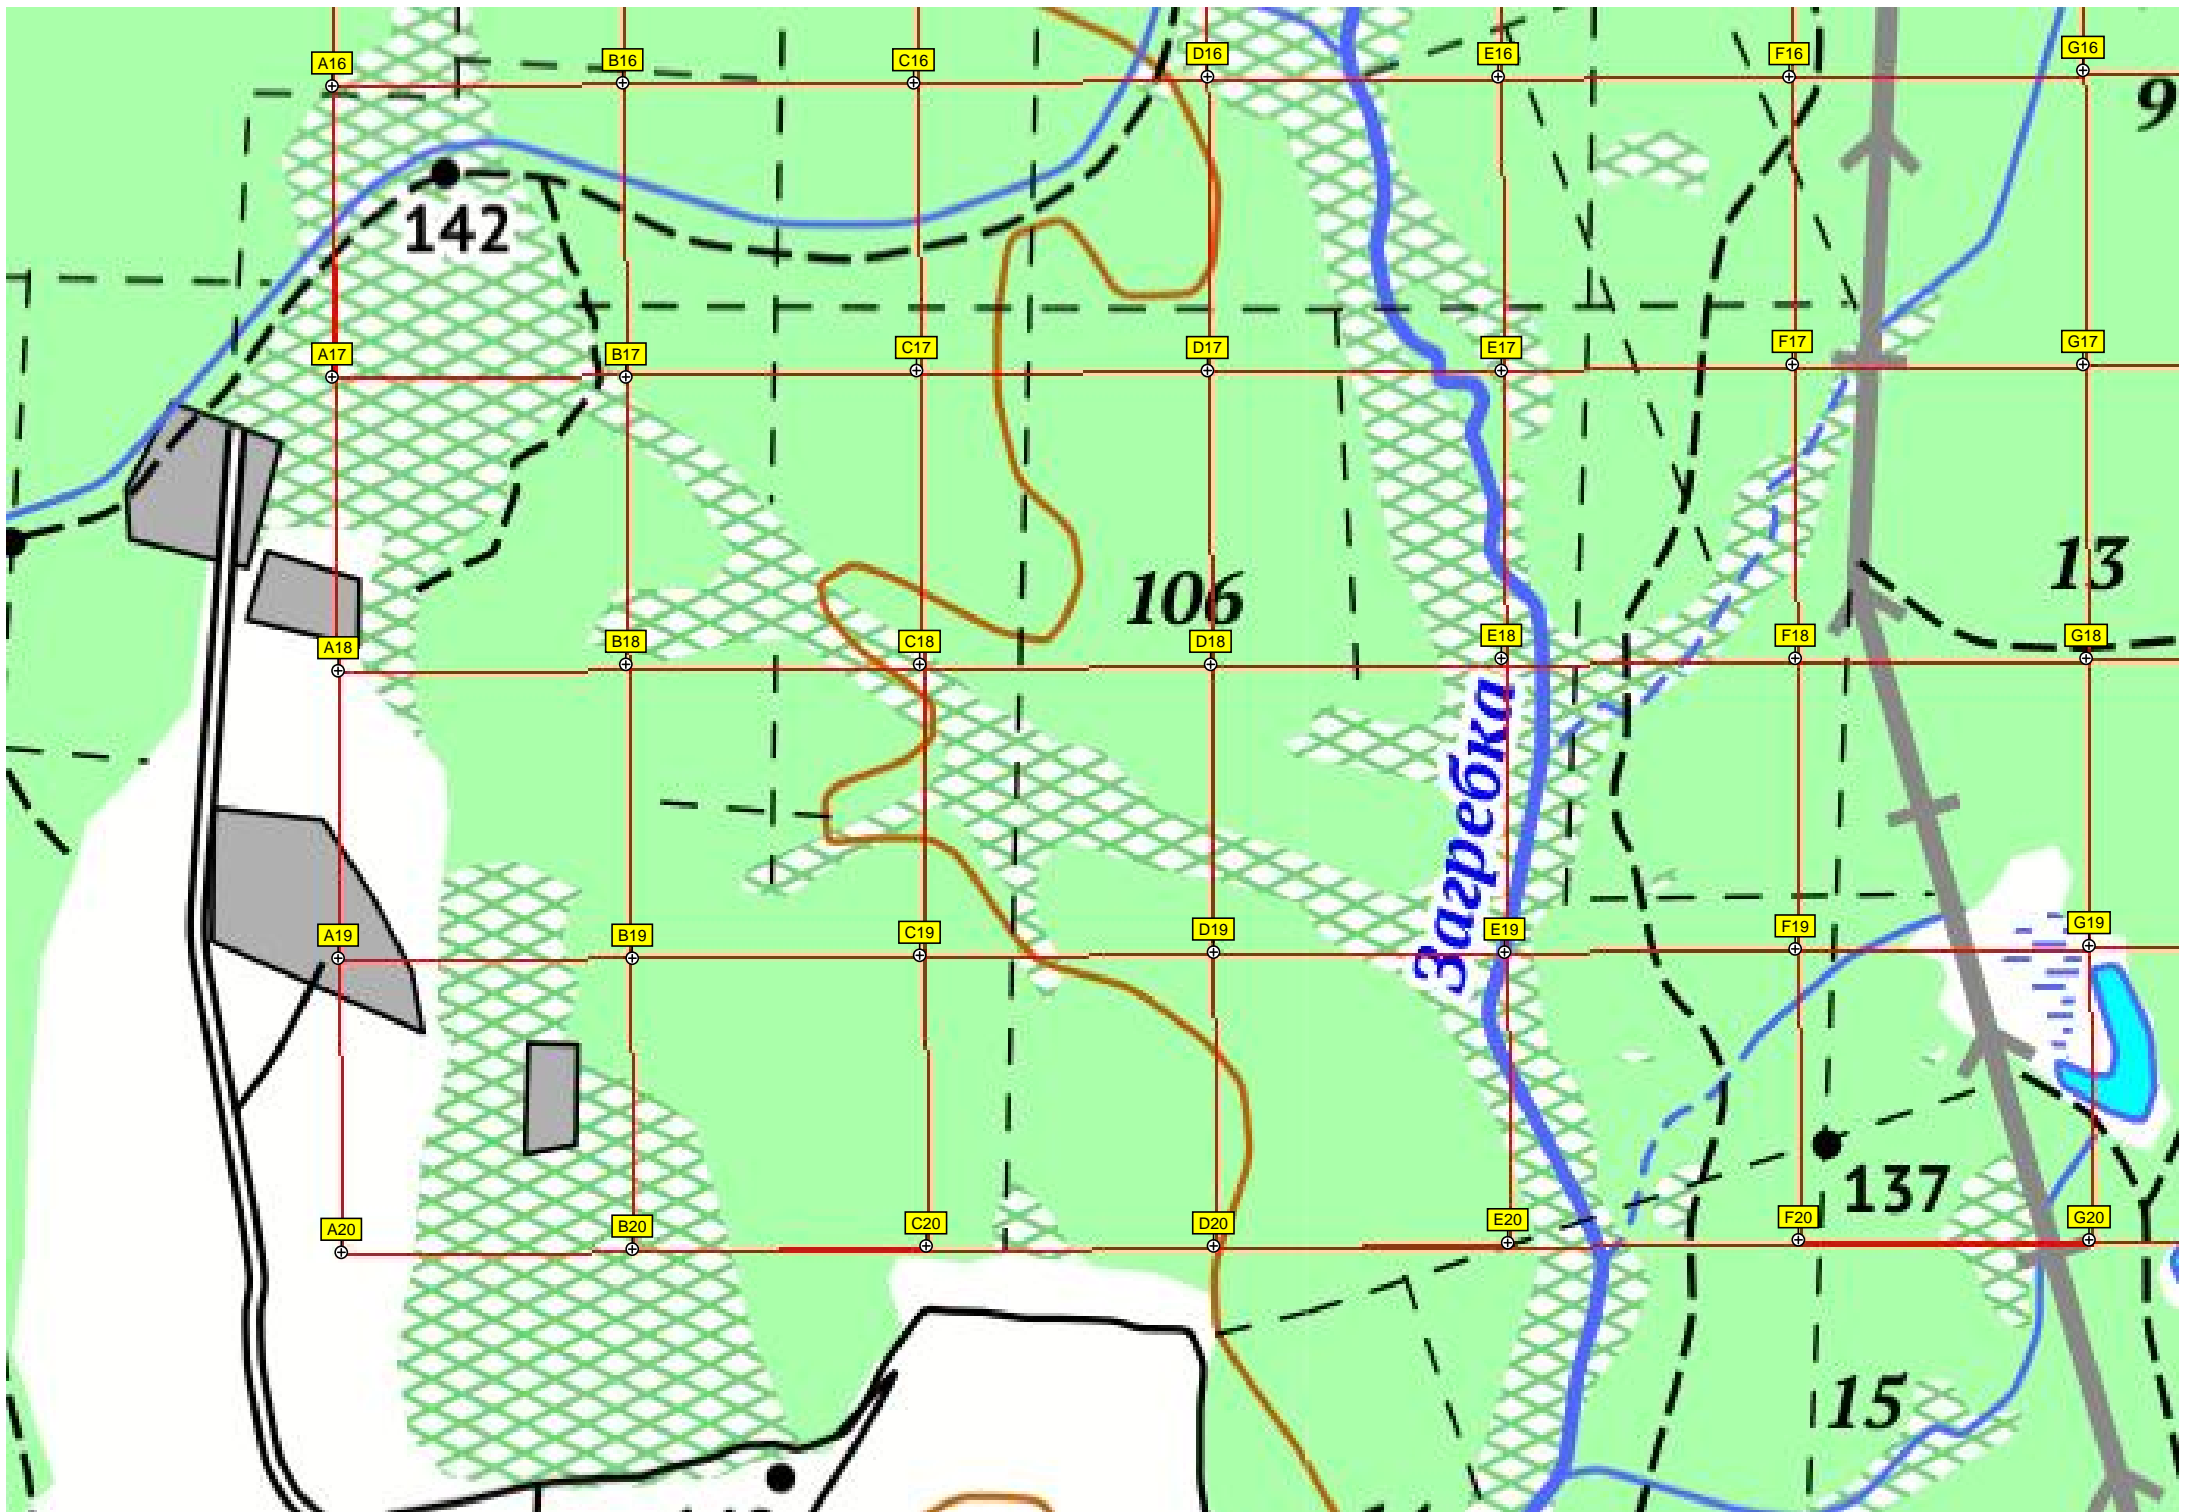 A16 B16 C16 D16 E16 F16 G16
9
142
A17 B17 C17 D17 E17 F17 G17
13
106
A18 B18 C18 D18 E18 F18 G18
Загребка
A19 B19 C19 D19 E19 F19 G19
137
A20 B20 C20 D20 E20 F20 G20
15